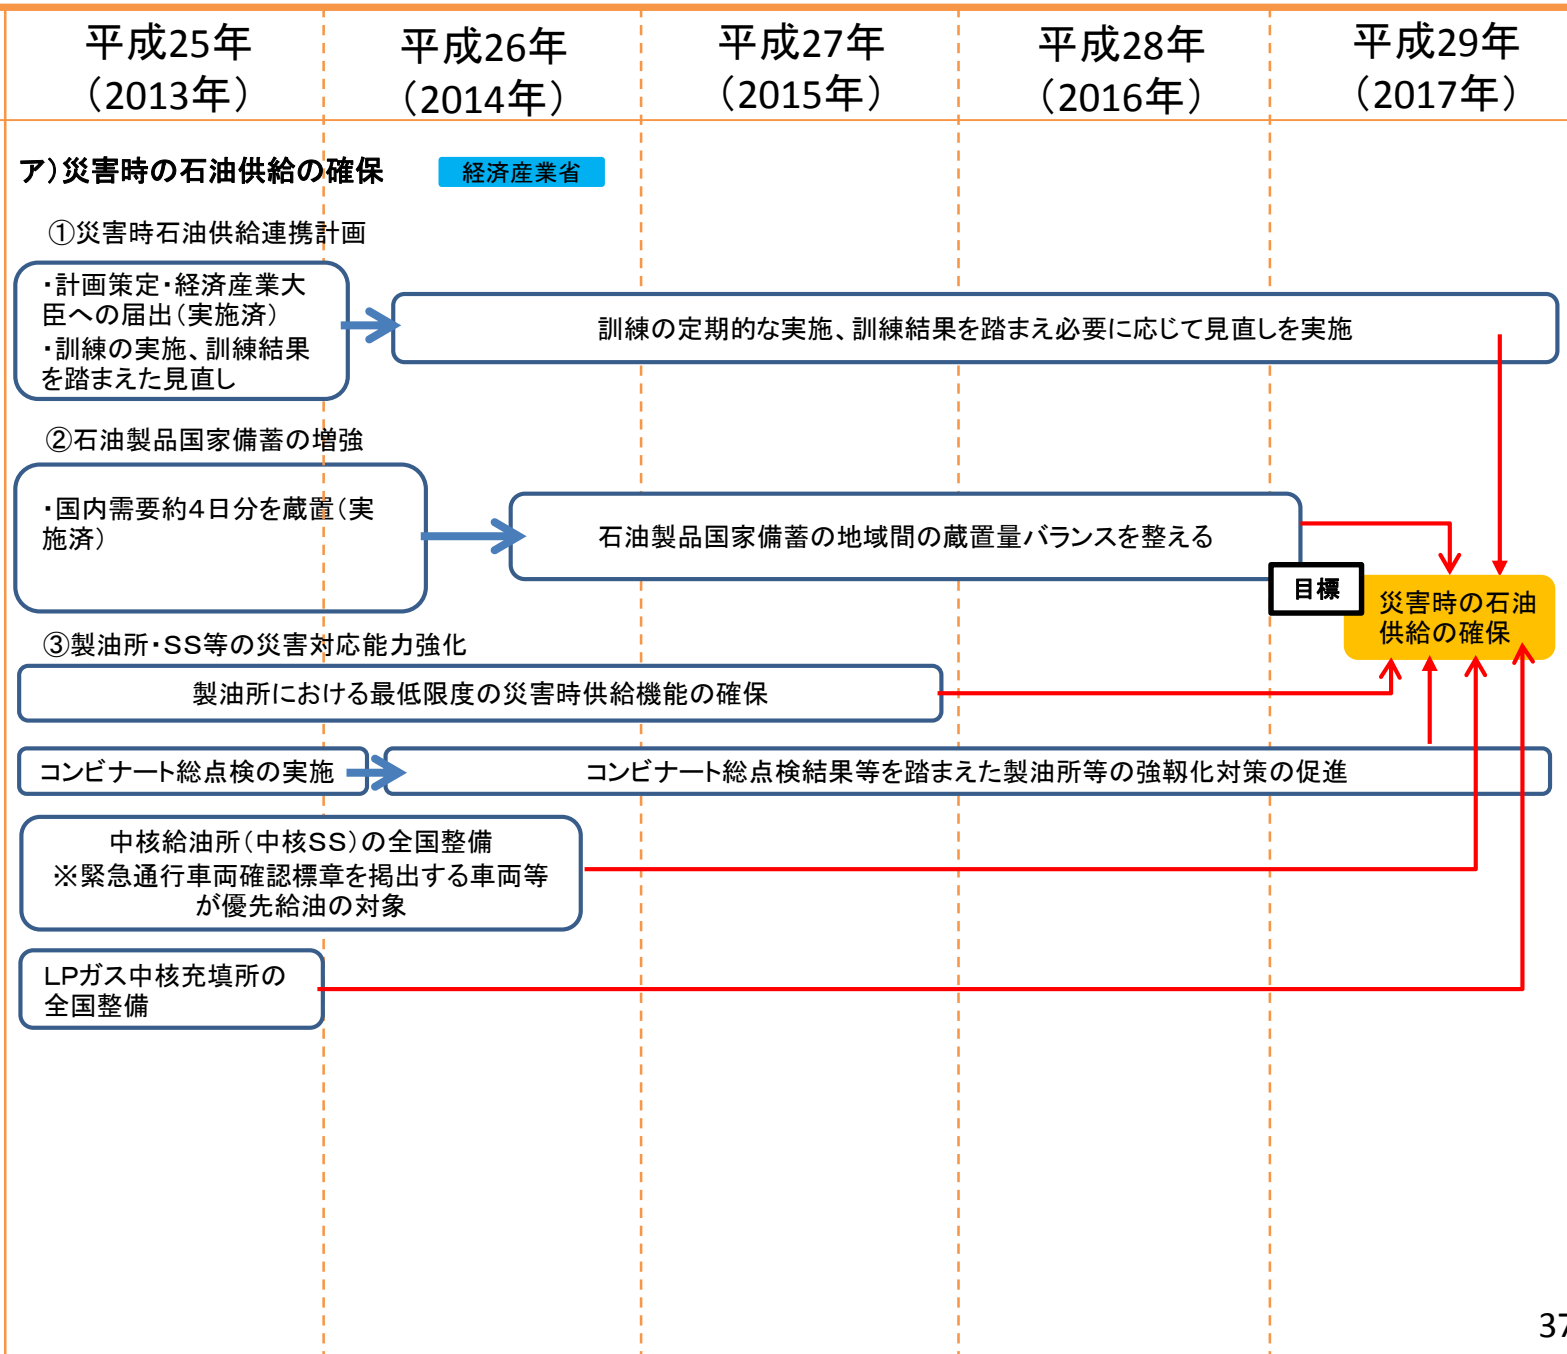 平成25年
（2013年）
平成26年
（2014年）
平成27年
（2015年）
平成28年
（2016年）
平成29年
（2017年）
ア）災害時の石油供給の確保
経済産業省
①災害時石油供給連携計画
・計画策定・経済産業大
臣への届出（実施済）
・訓練の実施、訓練結果
を踏まえた見直し
訓練の定期的な実施、訓練結果を踏まえ必要に応じて見直しを実施
②石油製品国家備蓄の増強
・国内需要約４日分を蔵置（実
施済）
石油製品国家備蓄の地域間の蔵置量バランスを整える
目標
災害時の石油
供給の確保
③製油所・ＳＳ等の災害対応能力強化
製油所における最低限度の災害時供給機能の確保
コンビナート総点検の実施
コンビナート総点検結果等を踏まえた製油所等の強靱化対策の促進
中核給油所（中核ＳＳ）の全国整備
※緊急通行車両確認標章を掲出する車両等
が優先給油の対象
ＬＰガス中核充填所の
全国整備
37